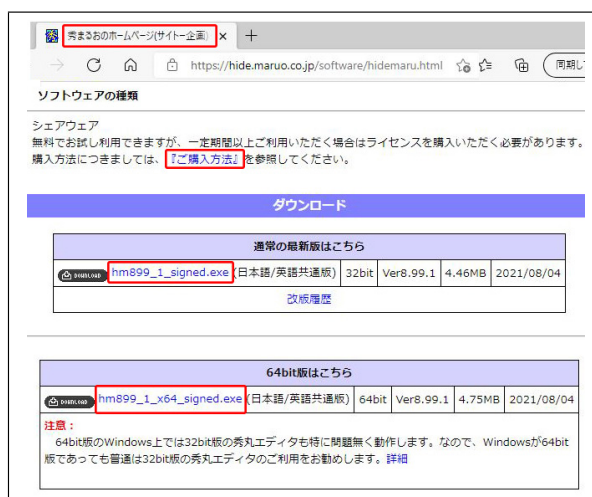 秀まるおのホームページ(サイトー企画)
https://hide.maruo.co.jp/software/hidemaru.html
同期し
ソフトウェアの種類
シェアウェア
無料でお試し利用できますが、一定期間以上ご利用いただく場合はライセンスを購入いただく必要があります。
購入方法につきましては、『ご購入方法』を参照してください。
ダウンロード
通常の最新版はこちら
DOWNLOAD hm899_1_signed.exe (日本語/英語共通版) 32bit Ver8.99.1 4.46MB 2021/08/04
改版履歴
64bit版はこちら
DOWNLOAD hm899_1_x64_signed.exe (日本語/英語共通版) 64bit Ver8.99.1 4.75MB 2021/08/04
注意：
64bit版のWindows上では32bit版の秀丸エディタも特に問題無く動作します。なので、Windowsが64bit
版であっても普通は32bit版の秀丸エディタのご利用をお勧めします。詳細